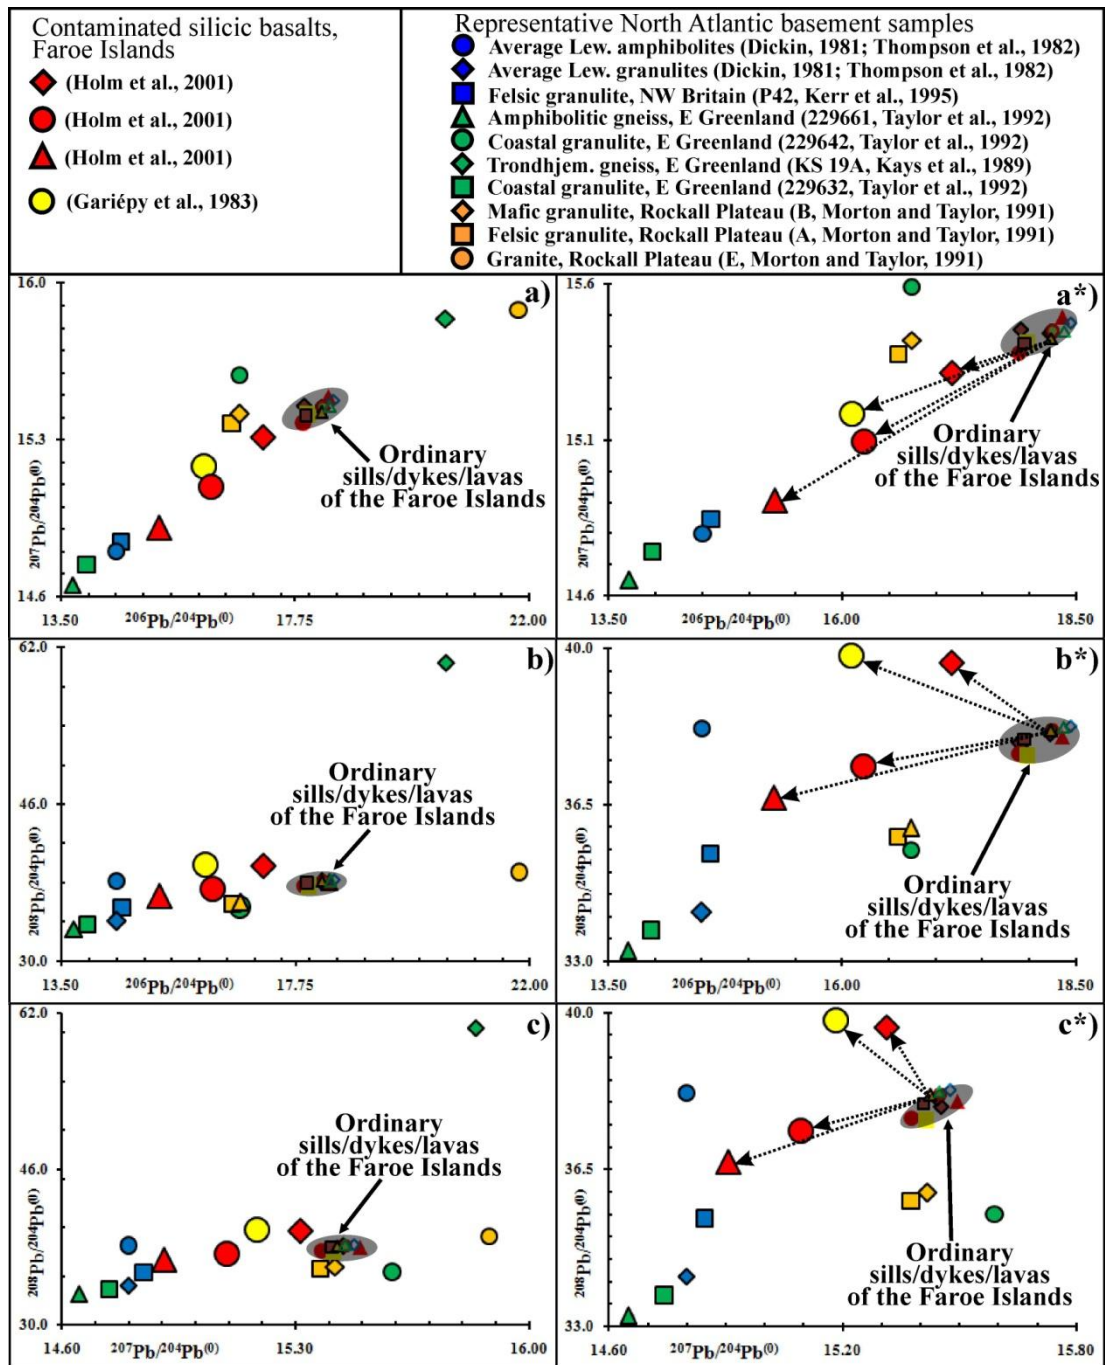 Contaminated silicic basalts,
Faroe Islands
(Holm et al., 2001)
(Holm et al., 2001)
(Holm et al., 2001)
(Gariépy et al., 1983)
Representative North Atlantic basement samples
Average Lew. amphibolites (Dickin, 1981; Thompson et al., 1982)
Average Lew. granulites (Dickin, 1981; Thompson et al., 1982)
Felsic granulite, NW Britain (P42, Kerr et al., 1995)
Amphibolitic gneiss, E Greenland (229661, Taylor et al., 1992)
Coastal granulite, E Greenland (229642, Taylor et al., 1992)
Trondhjem. gneiss, E Greenland (KS 19A, Kays et al., 1989)
Coastal granulite, E Greenland (229632, Taylor et al., 1992)
Mafic granulite, Rockall Plateau (B, Morton and Taylor, 1991)
Felsic granulite, Rockall Plateau (A, Morton and Taylor, 1991)
Granite, Rockall Plateau (E, Morton and Taylor, 1991)
a)
16.0
15.3
14.6
²⁰⁷Pb/²⁰⁴Pb⁽⁰⁾
Ordinary
sills/dykes/lavas
of the Faroe Islands
13.50
²⁰⁶Pb/²⁰⁴Pb⁽⁰⁾
17.75
22.00
a*)
15.6
15.1
14.6
²⁰⁷Pb/²⁰⁴Pb⁽⁰⁾
Ordinary
sills/dykes/lavas
of the Faroe Islands
13.50
²⁰⁶Pb/²⁰⁴Pb⁽⁰⁾
16.00
18.50
b)
62.0
46.0
30.0
²⁰⁸Pb/²⁰⁴Pb⁽⁰⁾
Ordinary
sills/dykes/lavas
of the Faroe Islands
13.50
²⁰⁶Pb/²⁰⁴Pb⁽⁰⁾
17.75
22.00
b*)
40.0
36.5
33.0
²⁰⁸Pb/²⁰⁴Pb⁽⁰⁾
Ordinary
sills/dykes/lavas
of the Faroe Islands
13.50
²⁰⁶Pb/²⁰⁴Pb⁽⁰⁾
16.00
18.50
c)
62.0
46.0
30.0
²⁰⁸Pb/²⁰⁴Pb⁽⁰⁾
Ordinary
sills/dykes/lavas
of the Faroe Islands
14.60
²⁰⁷Pb/²⁰⁴Pb⁽⁰⁾
15.30
16.00
c*)
40.0
36.5
33.0
²⁰⁸Pb/²⁰⁴Pb⁽⁰⁾
Ordinary
sills/dykes/lavas
of the Faroe Islands
14.60
²⁰⁷Pb/²⁰⁴Pb⁽⁰⁾
15.20
15.80